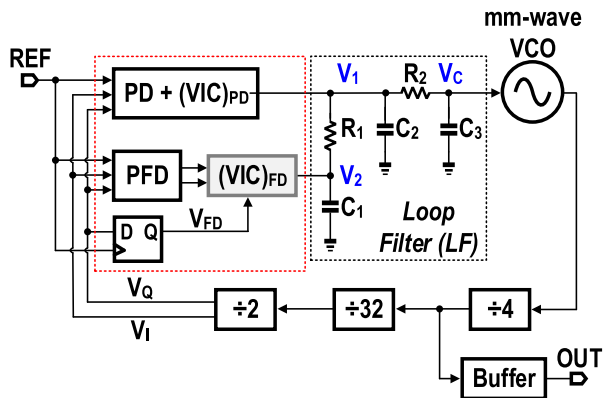 mm-wave
VCO
REF
PD + (VIC)PD
V1
R2
VC
R1
C2
C3
PFD
(VIC)FD
V2
C1
D Q
VFD
Loop
Filter (LF)
VQ
VI
÷2
÷32
÷4
Buffer
OUT